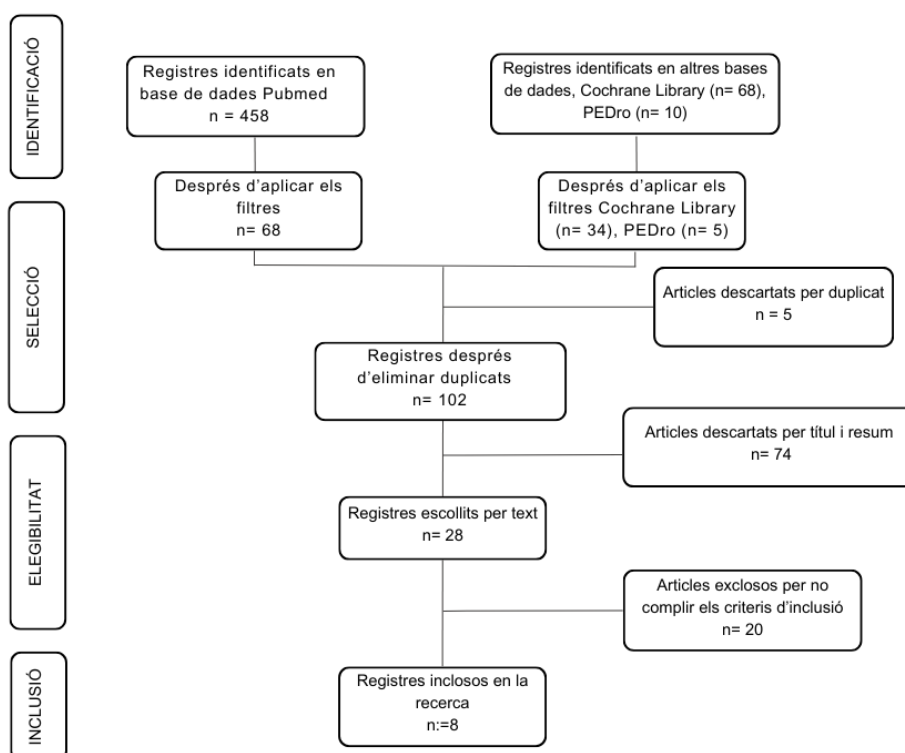 IDENTIFICACIÓ
Registres identificats en
base de dades Pubmed
n = 458
Registres identificats en altres bases
de dades, Cochrane Library (n= 68),
PEDro (n= 10)
Després d'aplicar els
filtres
n= 68
Després d'aplicar els
filtres Cochrane Library
(n= 34), PEDro (n= 5)
SELECCIÓ
Articles descartats per duplicat
n = 5
Registres després
d'eliminar duplicats
n= 102
Articles descartats per títul i resum
n= 74
ELEGIBILITAT
Registres escollits per text
n= 28
Articles exclosos per no
complir els criteris d'inclusió
n= 20
INCLUSIÓ
Registres inclosos en la
recerca
n:=8